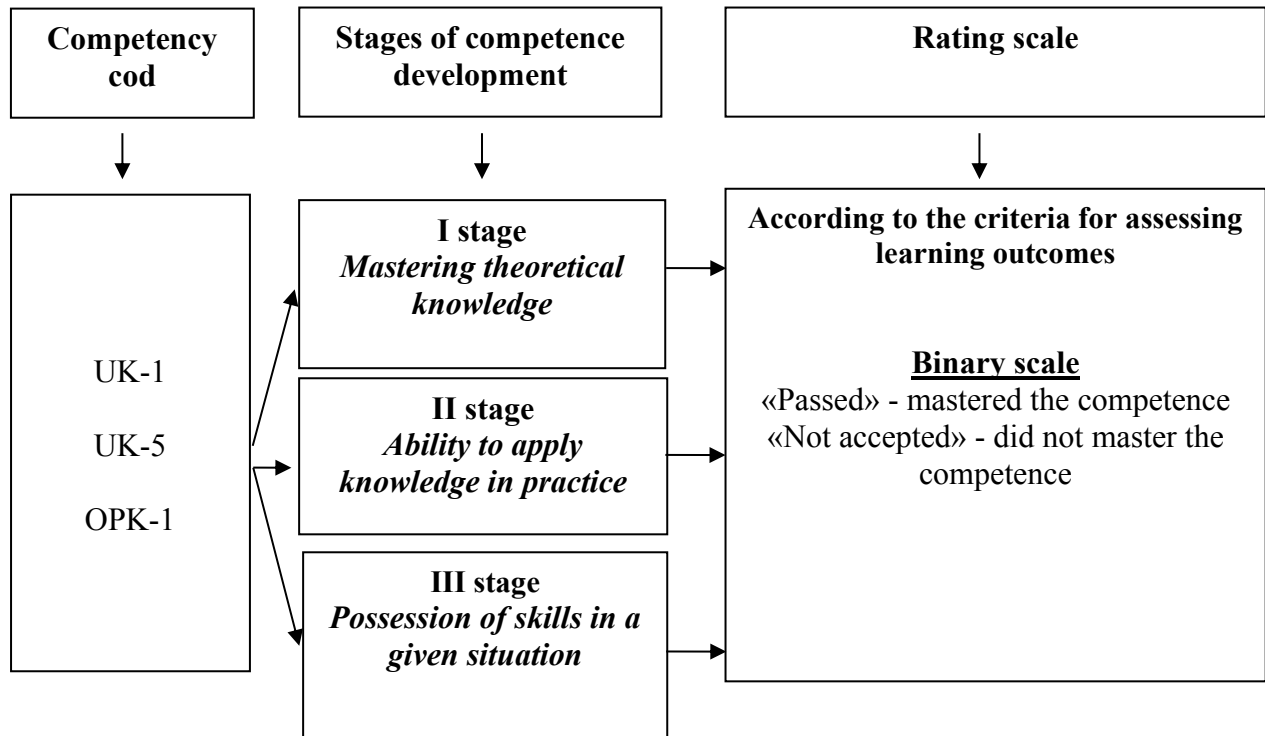 Competency
cod
Stages of competence
development
Rating scale
UK-1
UK-5
OPK-1
I stage
Mastering theoretical
knowledge
II stage
Ability to apply
knowledge in practice
III stage
Possession of skills in a
given situation
According to the criteria for assessing
learning outcomes
Binary scale
«Passed» - mastered the competence
«Not accepted» - did not master the
competence